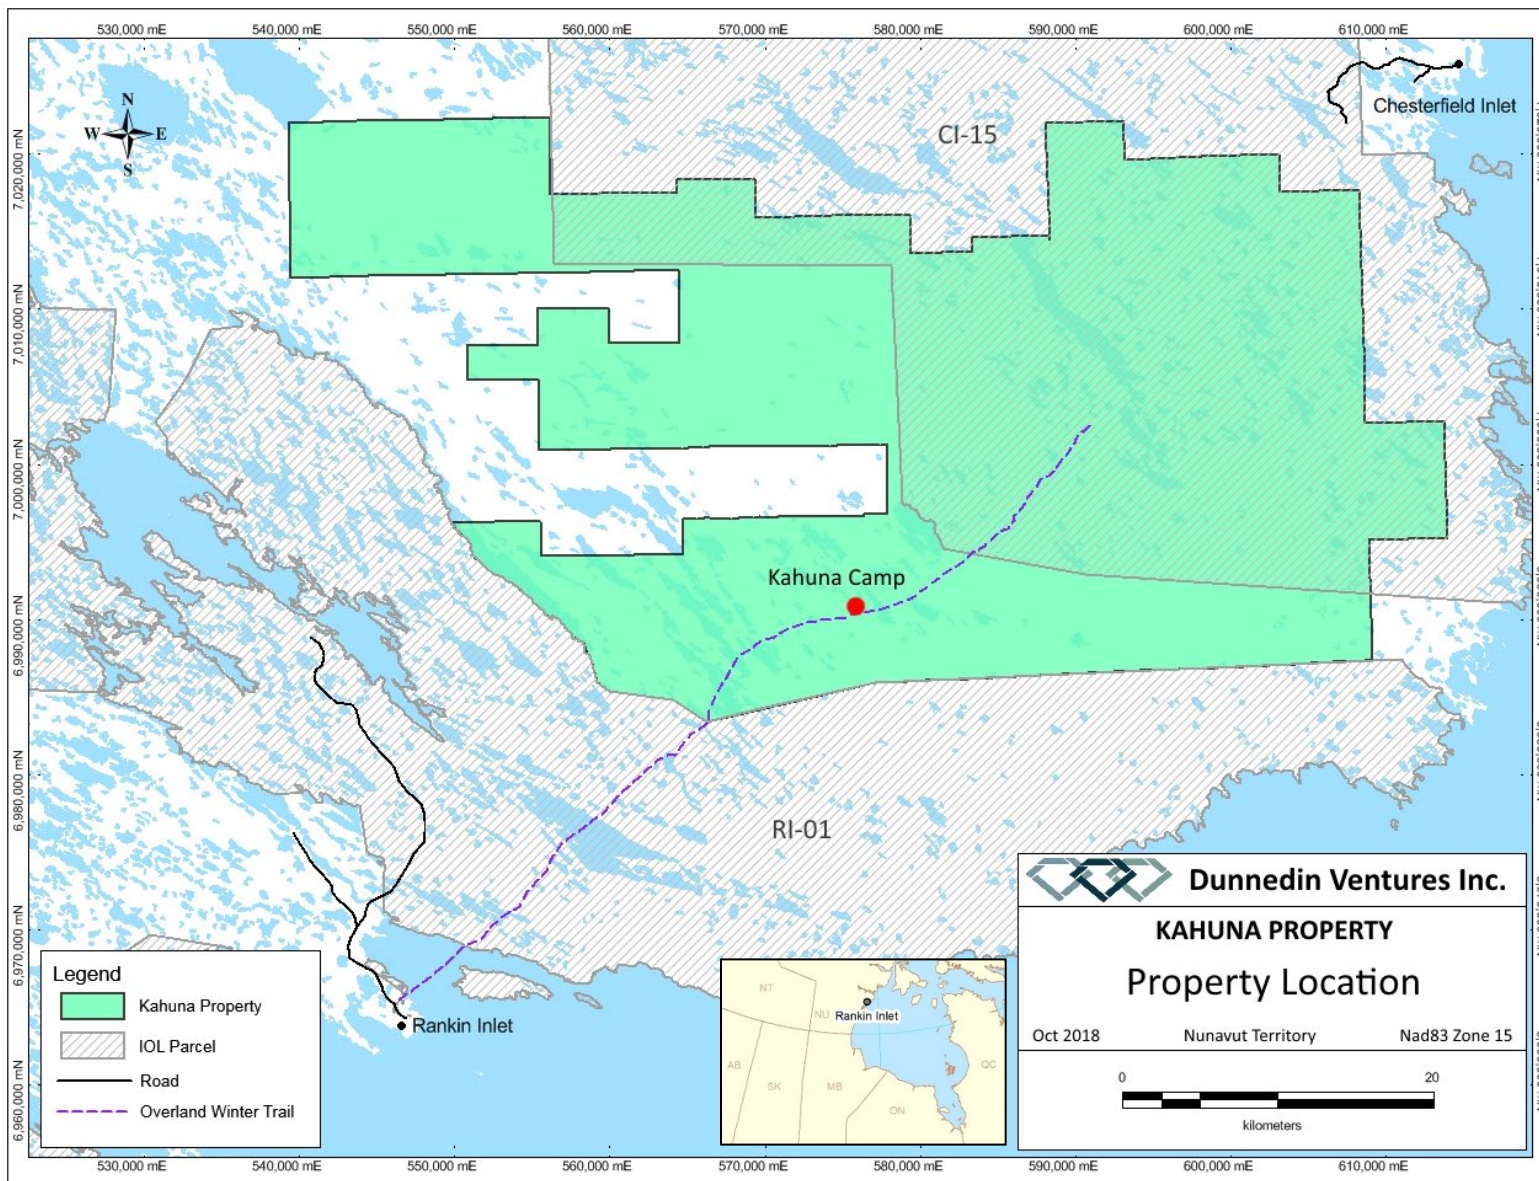 530,000 mE 540,000 mE 550,000 mE 560,000 mE 570,000 mE 580,000 mE 590,000 mE 600,000 mE 610,000 mE
N
W E
S
Chesterfield Inlet
CI-15
7,020,000 mN
7,010,000 mN
7,000,000 mN
6,990,000 mN
6,980,000 mN
6,970,000 mN
6,960,000 mN
Kahuna Camp
RI-01
Rankin Inlet
Legend
Kahuna Property
IOL Parcel
Road
Overland Winter Trail
NT
NU
Rankin Inlet
AB
SK
MB
ON
QC
Dunnedin Ventures Inc.
KAHUNA PROPERTY
Property Location
Oct 2018 Nunavut Territory Nad83 Zone 15
0 20
kilometers
530,000 mE 540,000 mE 550,000 mE 560,000 mE 570,000 mE 580,000 mE 590,000 mE 600,000 mE 610,000 mE